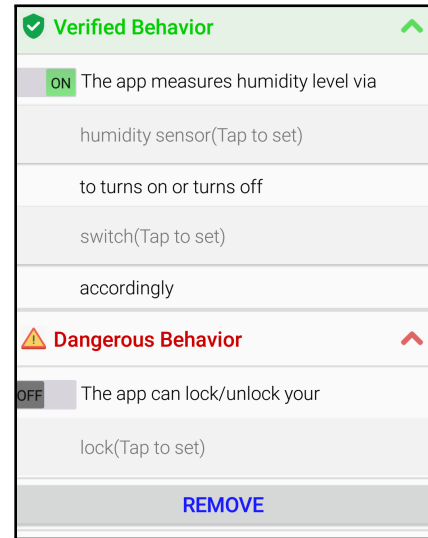 Verified Behavior
ON The app measures humidity level via
humidity sensor(Tap to set)
to turns on or turns off
switch(Tap to set)
accordingly
Dangerous Behavior
OFF The app can lock/unlock your
lock(Tap to set)
REMOVE